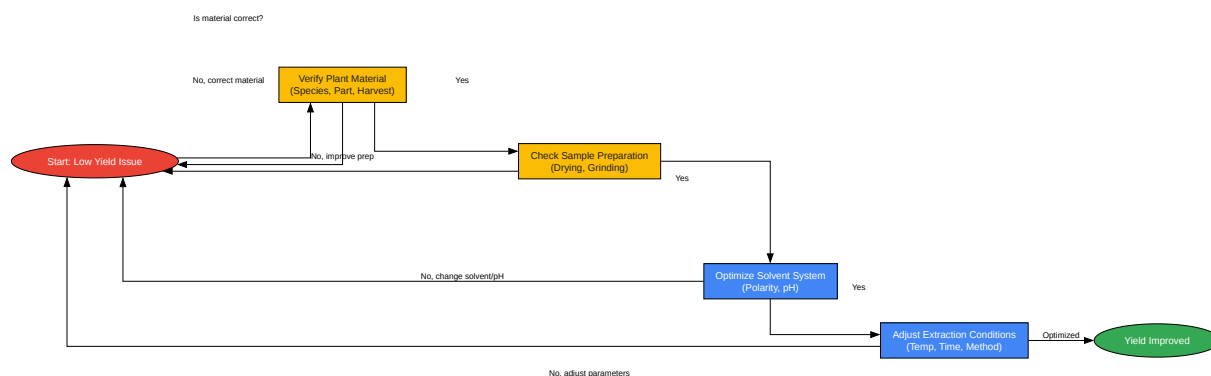 Is material correct?
No, correct material
Verify Plant Material
(Species, Part, Harvest)
Yes
Start: Low Yield Issue
No, improve prep
Check Sample Preparation
(Drying, Grinding)
Yes
No, change solvent/pH
Optimize Solvent System
(Polarity, pH)
Yes
Adjust Extraction Conditions
(Temp, Time, Method)
Optimized
Yield Improved
No, adjust parameters